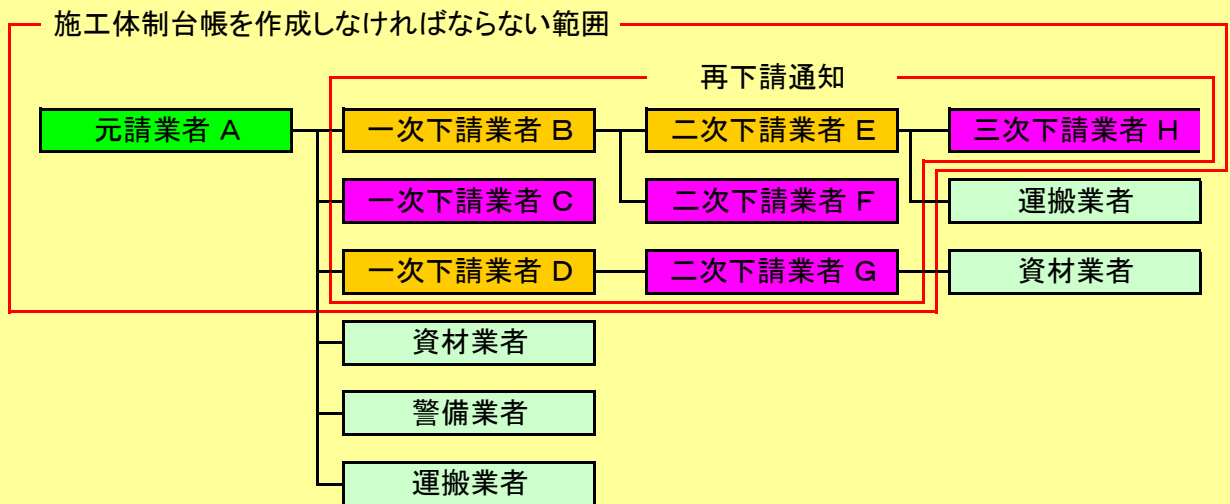 施工体制台帳を作成しなければならない範囲
再下請通知
元請業者 A
一次下請業者 B
二次下請業者 E
三次下請業者 H
一次下請業者 C
二次下請業者 F
運搬業者
一次下請業者 D
二次下請業者 G
資材業者
資材業者
警備業者
運搬業者